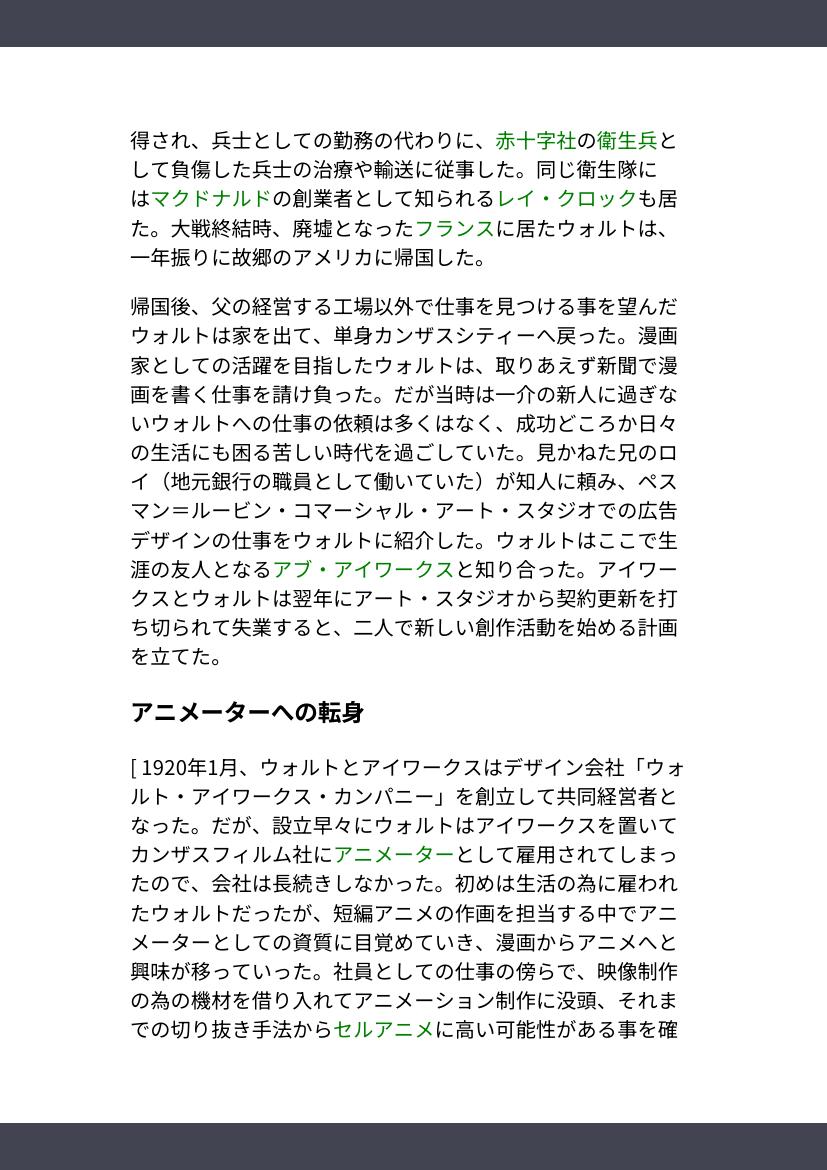 得され、兵士としての勤務の代わりに、赤十字社の衛生兵と
して負傷した兵士の治療や輸送に従事した。同じ衛生隊に
はマクドナルドの創業者として知られるレイ・クロックも居
た。大戦終結時、廃墟となったフランスに居たウォルトは、
一年振りに故郷のアメリカに帰国した。
帰国後、父の経営する工場以外で仕事を見つける事を望んだ
ウォルトは家を出て、単身カンザスシティーへ戻った。漫画
家としての活躍を目指したウォルトは、取りあえず新聞で漫
画を書く仕事を請け負った。だが当時は一介の新人に過ぎな
いウォルトへの仕事の依頼は多くはなく、成功どころか日々
の生活にも困る苦しい時代を過ごしていた。見かねた兄のロ
イ（地元銀行の職員として働いていた）が知人に頼み、ペス
マン＝ルービン・コマーシャル・アート・スタジオでの広告
デザインの仕事をウォルトに紹介した。ウォルトはここで生
涯の友人となるアブ・アイワークスと知り合った。アイワー
クスとウォルトは翌年にアート・スタジオから契約更新を打
ち切られて失業すると、二人で新しい創作活動を始める計画
を立てた。
アニメーターへの転身
[ 1920年1月、ウォルトとアイワークスはデザイン会社「ウォ
ルト・アイワークス・カンパニー」を創立して共同経営者と
なった。だが、設立早々にウォルトはアイワークスを置いて
カンザスフィルム社にアニメーターとして雇用されてしまっ
たので、会社は長続きしなかった。初めは生活の為に雇われ
たウォルトだったが、短編アニメの作画を担当する中でアニ
メーターとしての資質に目覚めていき、漫画からアニメへと
興味が移っていった。社員としての仕事の傍らで、映像制作
の為の機材を借り入れてアニメーション制作に没頭、それま
での切り抜き手法からセルアニメに高い可能性がある事を確